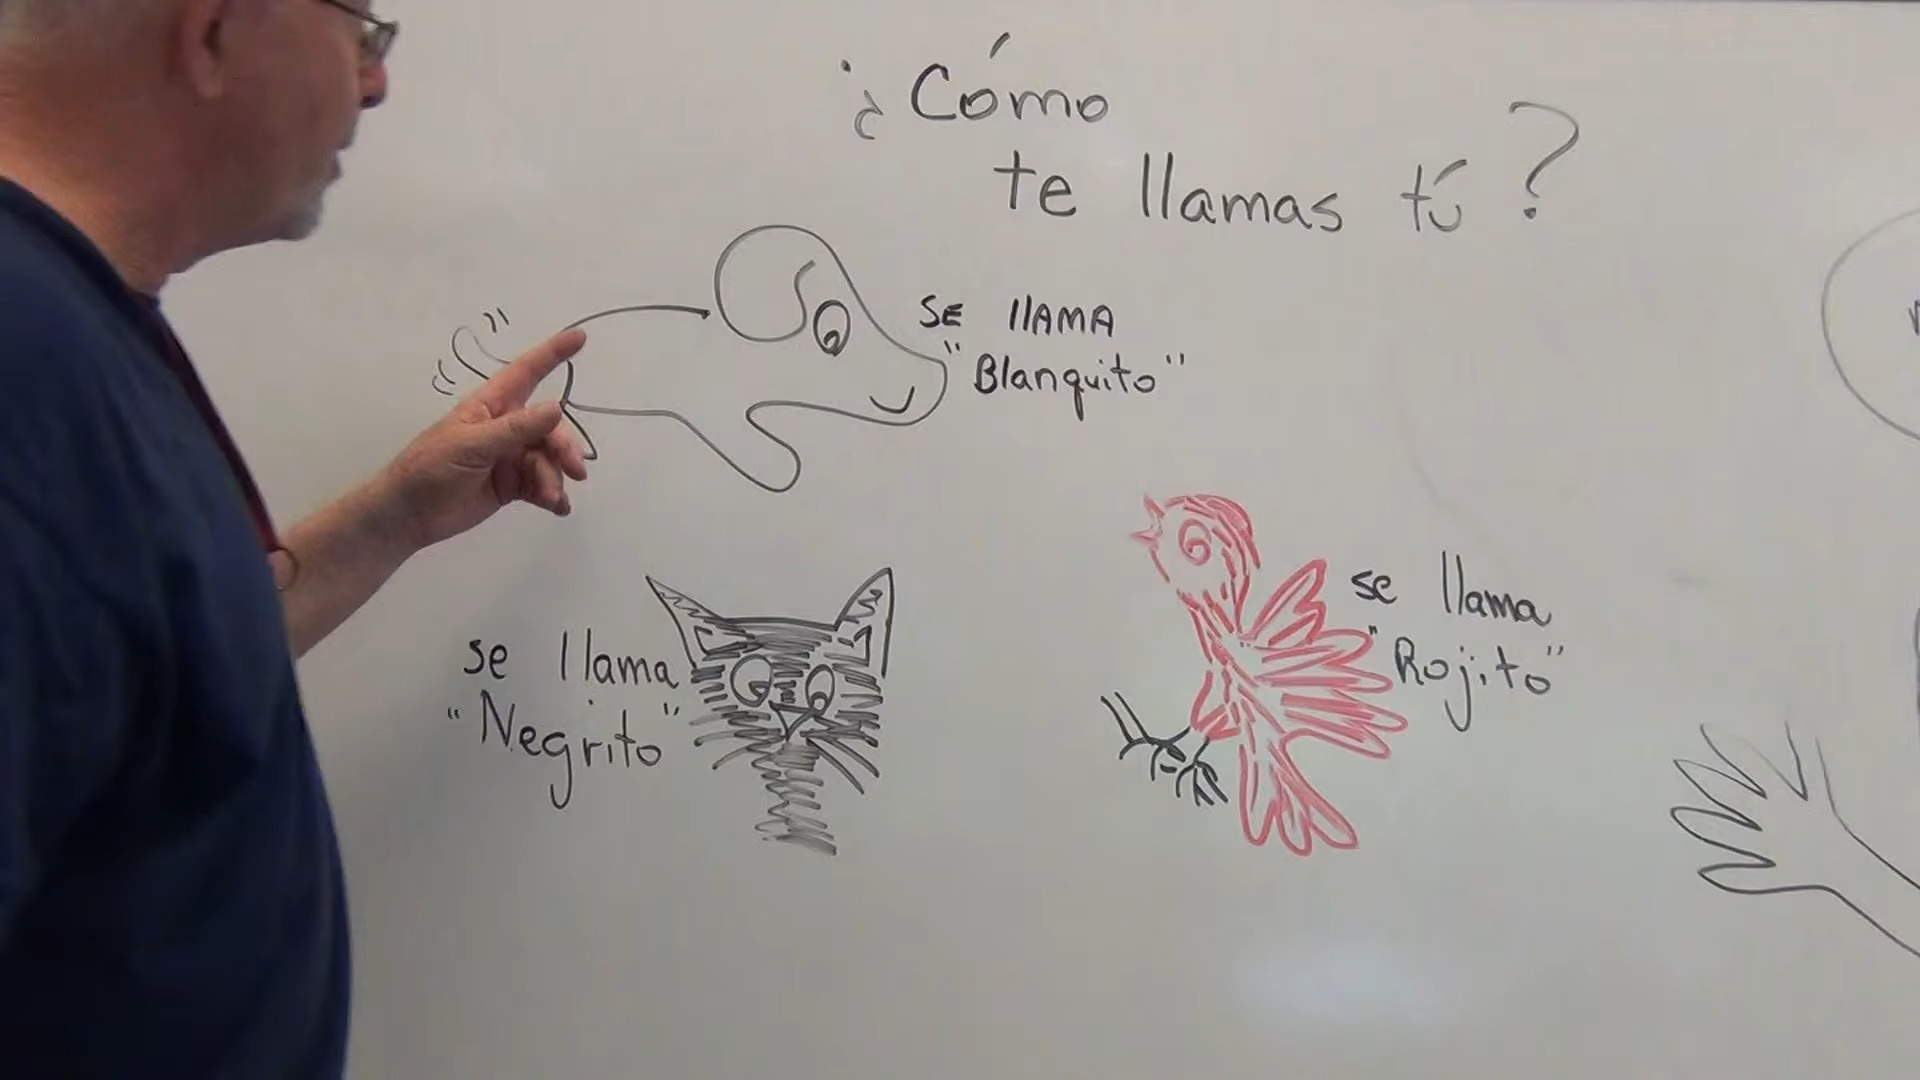 ¿Cómo
te llamas tú?
SE llAMA
"Blanquito"
se llama
"Negrito"
se llama
"Rojito"